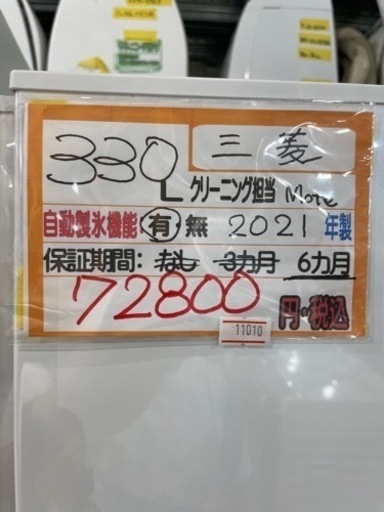 330L 三菱
クリーニング担当 Mote
自動製氷機能 有・無 2021 年製
保証期間: なし 3カ月 6カ月
72800 円・税込
11010